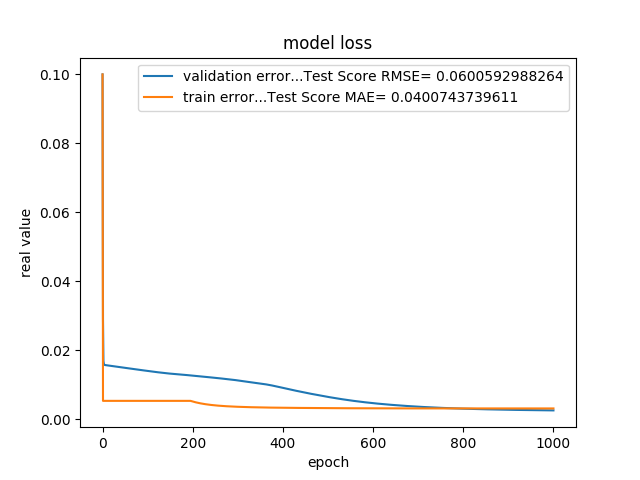 model loss
validation error...Test Score RMSE= 0.0600592988264
train error...Test Score MAE= 0.0400743739611
real value
0.10
0.08
0.06
0.04
0.02
0.00
0 200 400 600 800 1000
epoch